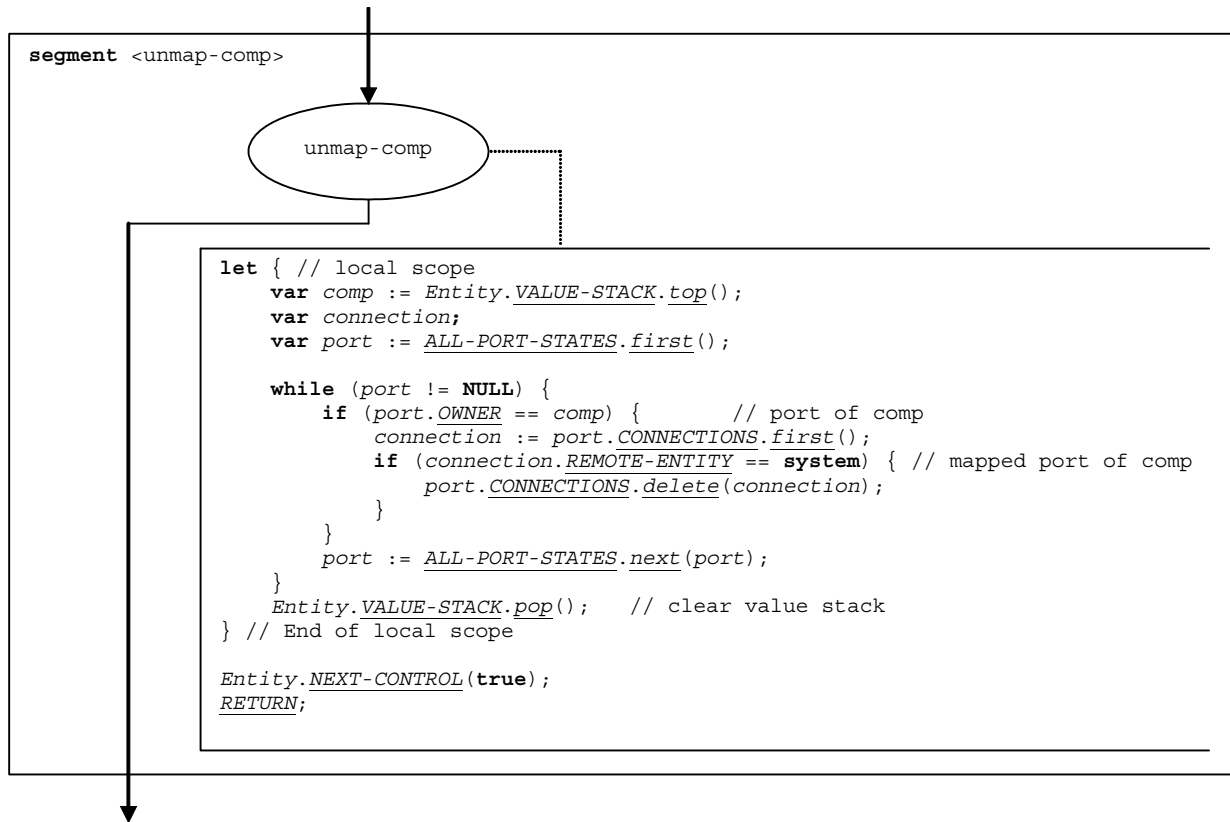 segment <unmap-comp>
unmap-comp
let { // local scope
var comp := Entity.VALUE-STACK.top();
var connection;
var port := ALL-PORT-STATES.first();
while (port != NULL) {
if (port.OWNER == comp) { // port of comp
connection := port.CONNECTIONS.first();
if (connection.REMOTE-ENTITY == system) { // mapped port of comp
port.CONNECTIONS.delete(connection);
}
}
port := ALL-PORT-STATES.next(port);
}
Entity.VALUE-STACK.pop(); // clear value stack
} // End of local scope
Entity.NEXT-CONTROL(true);
RETURN;